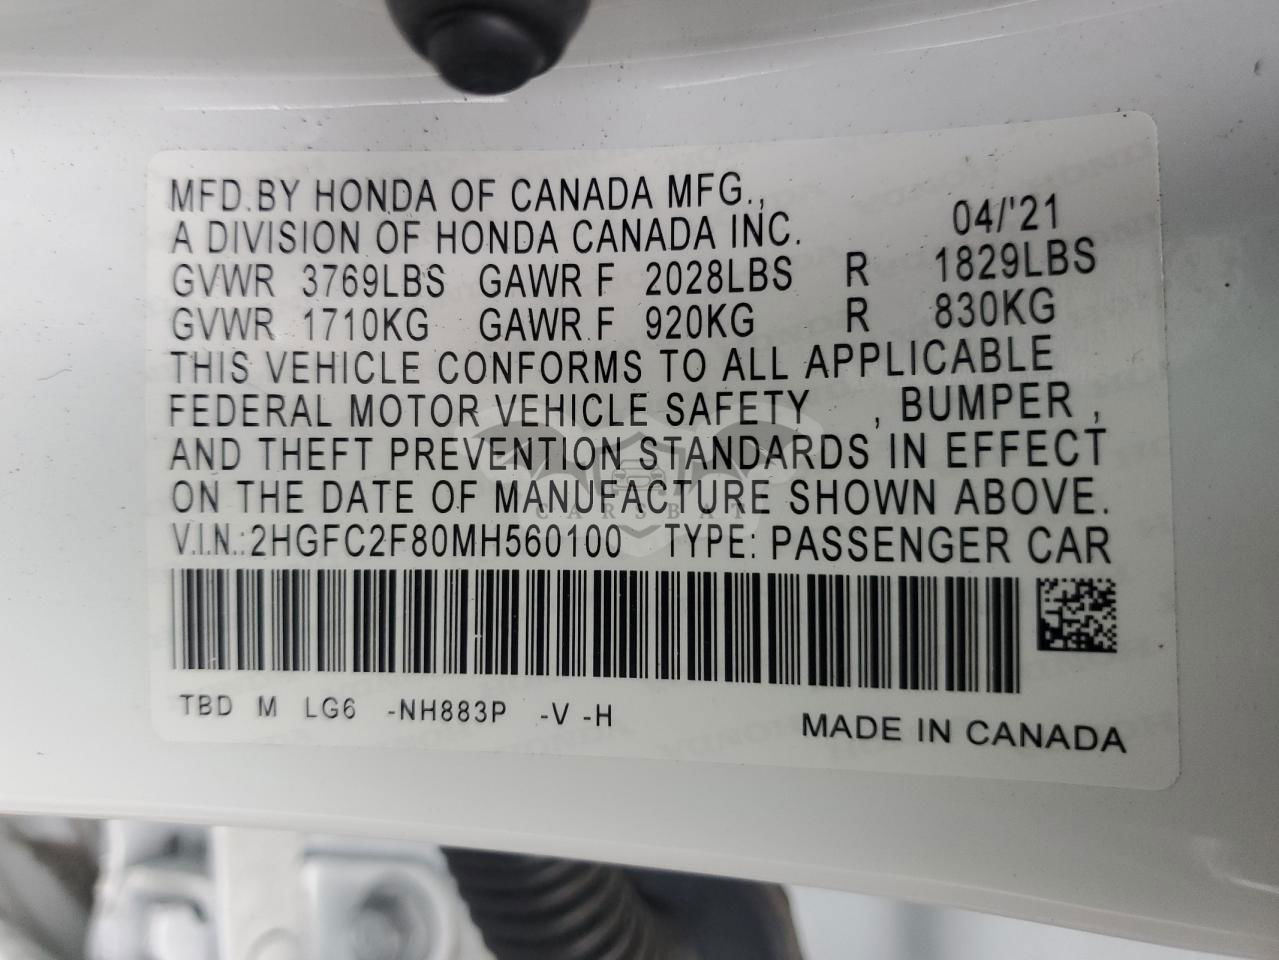 MFD.BY HONDA OF CANADA MFG.,
A DIVISION OF HONDA CANADA INC. 04/'21
GVWR 3769LBS GAWR F 2028LBS R 1829LBS
GVWR 1710KG GAWR F 920KG R 830KG
THIS VEHICLE CONFORMS TO ALL APPLICABLE
FEDERAL MOTOR VEHICLE SAFETY , BUMPER ,
AND THEFT PREVENTION STANDARDS IN EFFECT
ON THE DATE OF MANUFACTURE SHOWN ABOVE.
CARSBAT
V.I.N.:2HGFC2F80MH560100 TYPE: PASSENGER CAR
TBD M LG6 -NH883P -V -H
MADE IN CANADA